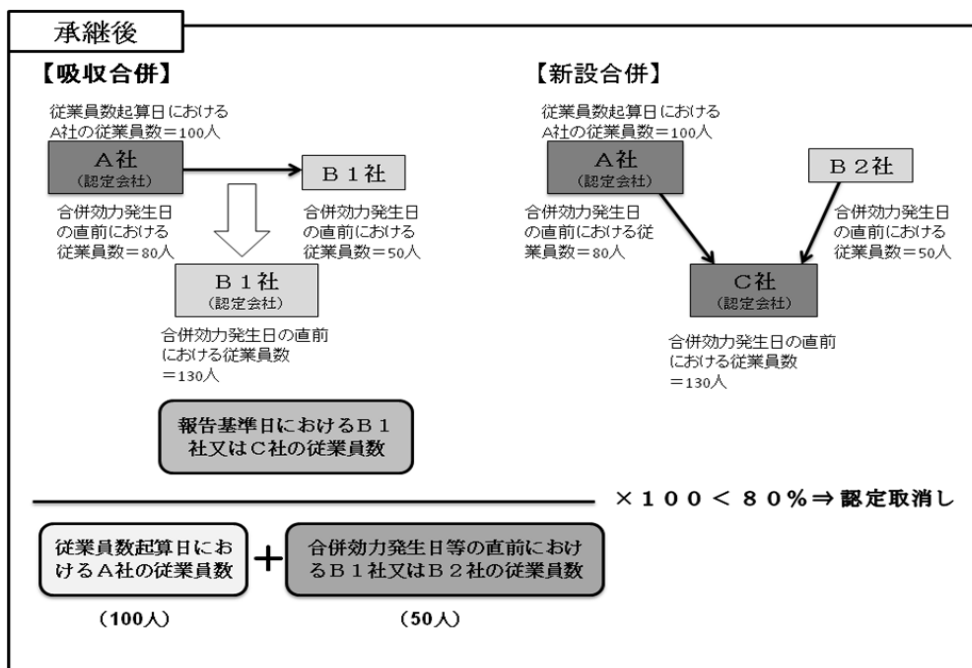 承継後
【吸収合併】
従業員数起算日における
A社の従業員数＝100人
A社
(認定会社)
B1社
合併効力発生日
の直前における
従業員数＝80人
合併効力発生日
の直前における
従業員数＝50人
B1社
(認定会社)
合併効力発生日の直前
における従業員数
＝130人
【新設合併】
従業員数起算日における
A社の従業員数＝100人
A社
(認定会社)
B2社
合併効力発生日
の直前における従
業員数＝80人
合併効力発生日
の直前における
従業員数＝50人
C社
(認定会社)
合併効力発生日の直前
における従業員数
＝130人
報告基準日におけるB1
社又はC社の従業員数
×100＜80%⇒認定取消し
従業員数起算日にお
けるA社の従業員数
＋
合併効力発生日等の直前におけ
るB1社又はB2社の従業員数
（100人）
（50人）